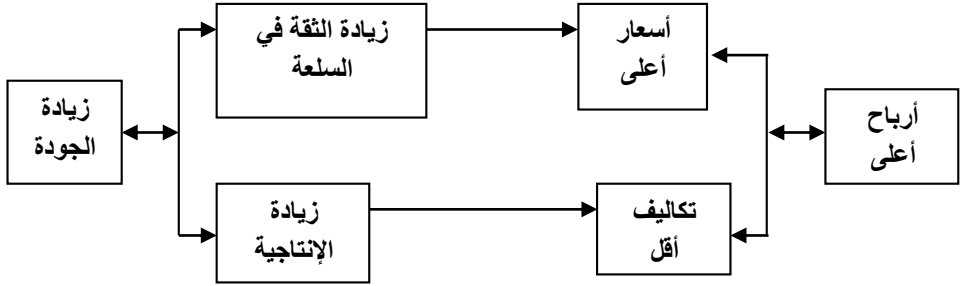 زيادة
الجودة
زيادة الثقة في
السلعة
أسعار
أعلى
زيادة
الإنتاجية
تكاليف
أقل
أرباح
أعلى